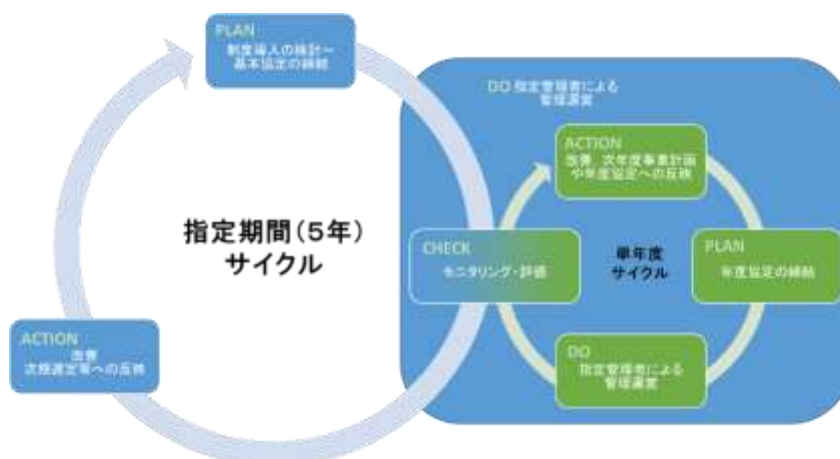 PLAN
制度導入の検討～
基本協定の締結
DO 指定管理者による
管理運営
ACTION
改善、次年度事業計画
や年度協定への反映
指定期間(5年)
サイクル
CHECK
モニタリング・評価
単年度
サイクル
PLAN
年度協定の締結
ACTION
改善
次期選定等への反映
DO
指定管理者による
管理運営